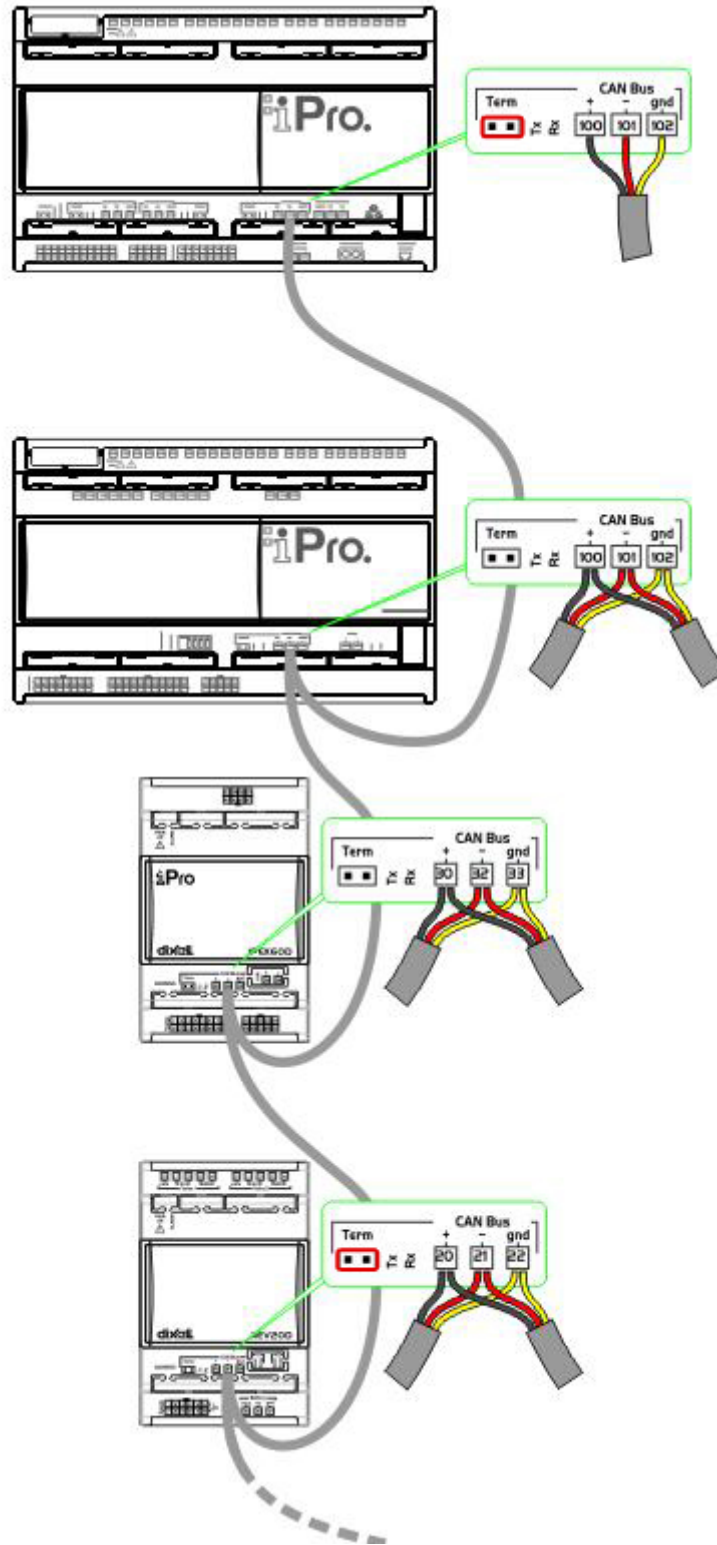 CAN Bus
Term + - gnd
Tx Rx 100 101 102
iPro.
CAN Bus
Term + - gnd
Tx Rx 100 101 102
iPro.
CAN Bus
Term + - gnd
Tx Rx 30 32 33
iPro
dixell IPEX60D
CAN Bus
Term + - gnd
Tx Rx 20 21 22
dixell